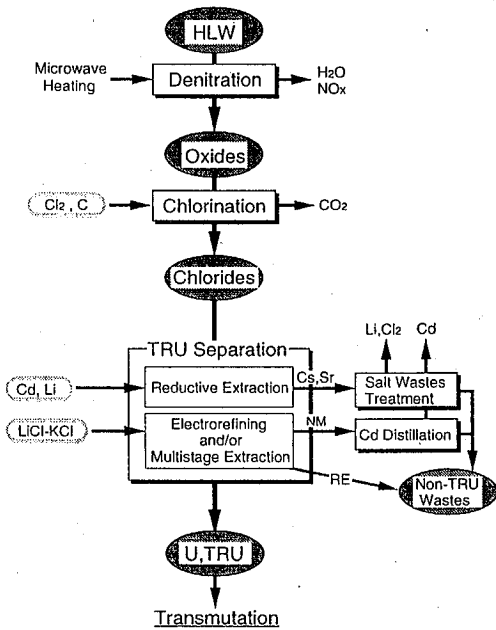 HLW
Microwave
Heating
Denitration
H₂O
NOx
Oxides
Cl₂ , C
Chlorination
CO₂
Chlorides
Li,Cl₂
Cd
TRU Separation
Cd, Li
Reductive Extraction
Cs,Sr
Salt Wastes
Treatment
LiCl-KCl
Electrorefining
and/or
Multistage Extraction
NM
Cd Distillation
RE
Non-TRU
Wastes
U,TRU
Transmutation